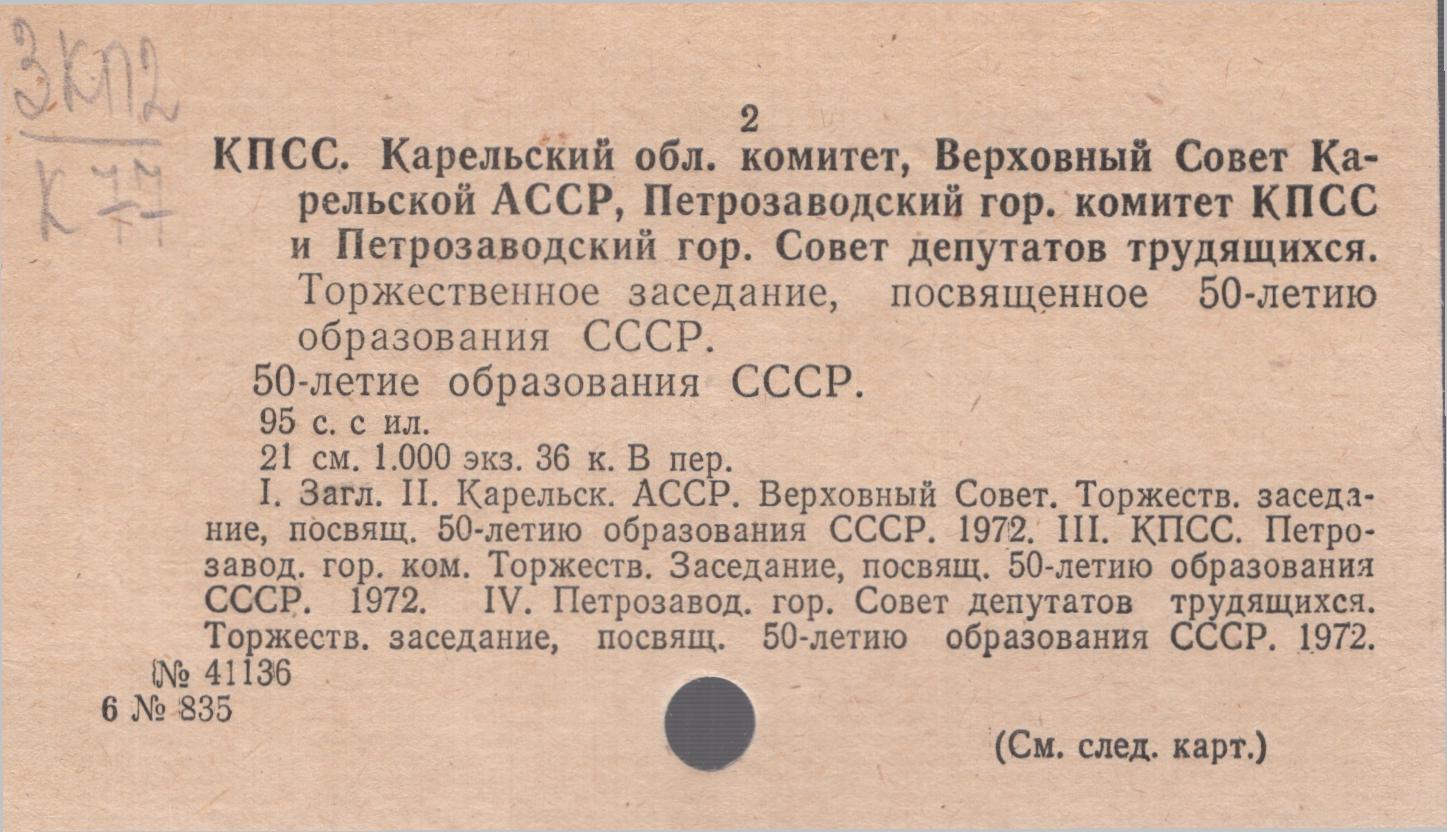 3КП2
К 77
2
КПСС. Карельский обл. комитет, Верховный Совет Ка-
рельской АССР, Петрозаводский гор. комитет КПСС
и Петрозаводский гор. Совет депутатов трудящихся.
Торжественное заседание, посвященное 50-летию
образования СССР.
50-летие образования СССР.
95 с. с ил.
21 см. 1.000 экз. 36 к. В пер.
I. Загл. II. Карельск. АССР. Верховный Совет. Торжеств. заседа-
ние, посвящ. 50-летию образования СССР. 1972. III. КПСС. Петро-
завод. гор. ком. Торжеств. Заседание, посвящ. 50-летию образования
СССР. 1972. IV. Петрозавод. гор. Совет депутатов трудящихся.
Торжеств. заседание, посвящ. 50-летию образования СССР. 1972.
№ 41136
6 № 835
(См. след. карт.)